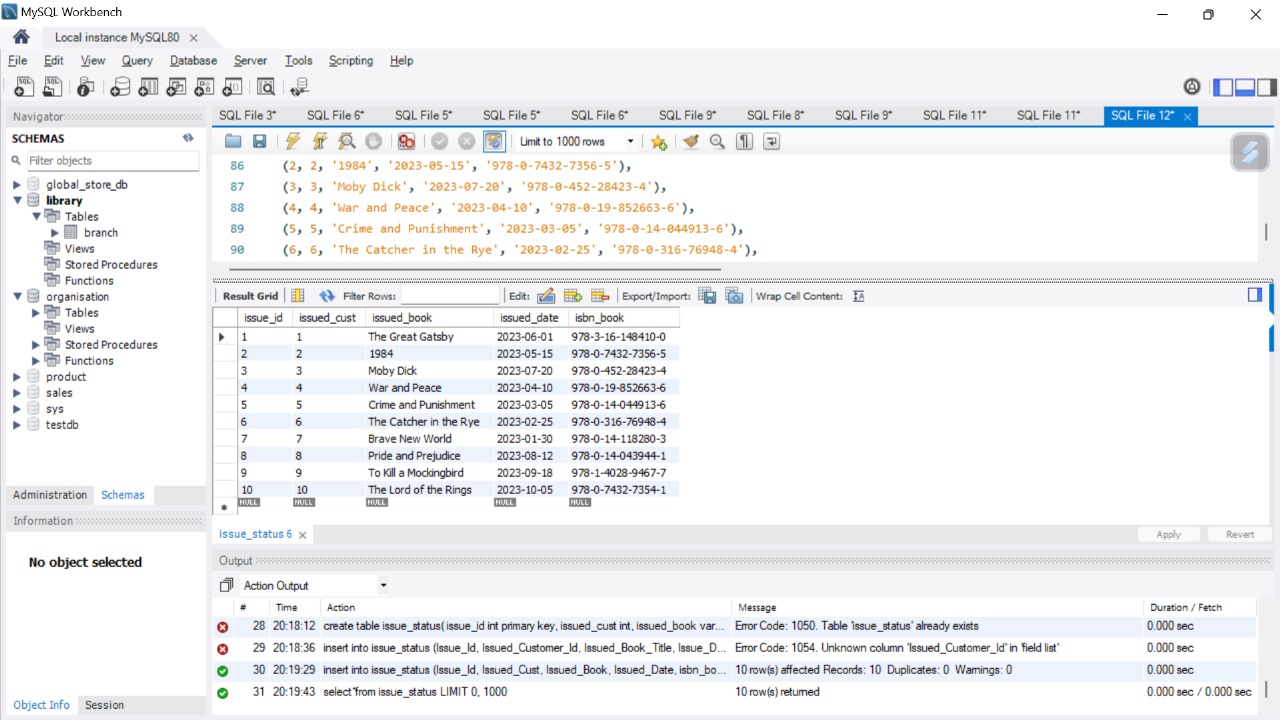 MySQL Workbench
Local instance MySQL80
File Edit View Query Database Server Tools Scripting Help
Navigator
SCHEMAS
Filter objects
global_store_db
library
Tables
branch
Views
Stored Procedures
Functions
organisation
Tables
Views
Stored Procedures
Functions
product
sales
sys
testdb
Administration Schemas
Information
No object selected
Object Info Session
SQL File 3* SQL File 6* SQL File 5* SQL File 5* SQL File 6* SQL File 9* SQL File 8* SQL File 9* SQL File 11* SQL File 11* SQL File 12*
Limit to 1000 rows
86 (2, 2, '1984', '2023-05-15', '978-0-7432-7356-5'),
87 (3, 3, 'Moby Dick', '2023-07-20', '978-0-452-28423-4'),
88 (4, 4, 'War and Peace', '2023-04-10', '978-0-19-852663-6'),
89 (5, 5, 'Crime and Punishment', '2023-03-05', '978-0-14-044913-6'),
90 (6, 6, 'The Catcher in the Rye', '2023-02-25', '978-0-316-76948-4'),
Result Grid Filter Rows: Edit: Export/Import: Wrap Cell Content:
issue_id issued_cust issued_book issued_date isbn_book
1 1 The Great Gatsby 2023-06-01 978-3-16-148410-0
2 2 1984 2023-05-15 978-0-7432-7356-5
3 3 Moby Dick 2023-07-20 978-0-452-28423-4
4 4 War and Peace 2023-04-10 978-0-19-852663-6
5 5 Crime and Punishment 2023-03-05 978-0-14-044913-6
6 6 The Catcher in the Rye 2023-02-25 978-0-316-76948-4
7 7 Brave New World 2023-01-30 978-0-14-118280-3
8 8 Pride and Prejudice 2023-08-12 978-0-14-043944-1
9 9 To Kill a Mockingbird 2023-09-18 978-1-4028-9467-7
10 10 The Lord of the Rings 2023-10-05 978-0-7432-7354-1
NULL NULL NULL NULL NULL
issue_status 6
Apply Revert
Output
Action Output
# Time Action Message Duration / Fetch
28 20:18:12 create table issue_status( issue_id int primary key, issued_cust int, issued_book var... Error Code: 1050. Table 'issue_status' already exists 0.000 sec
29 20:18:36 insert into issue_status (Issue_Id, Issued_Customer_Id, Issued_Book_Title, Issue_D... Error Code: 1054. Unknown column 'Issued_Customer_Id' in 'field list' 0.000 sec
30 20:19:29 insert into issue_status (Issue_Id, Issued_Cust, Issued_Book, Issued_Date, isbn_bo... 10 row(s) affected Records: 10 Duplicates: 0 Warnings: 0 0.000 sec
31 20:19:43 select*from issue_status LIMIT 0, 1000 10 row(s) returned 0.000 sec / 0.000 sec